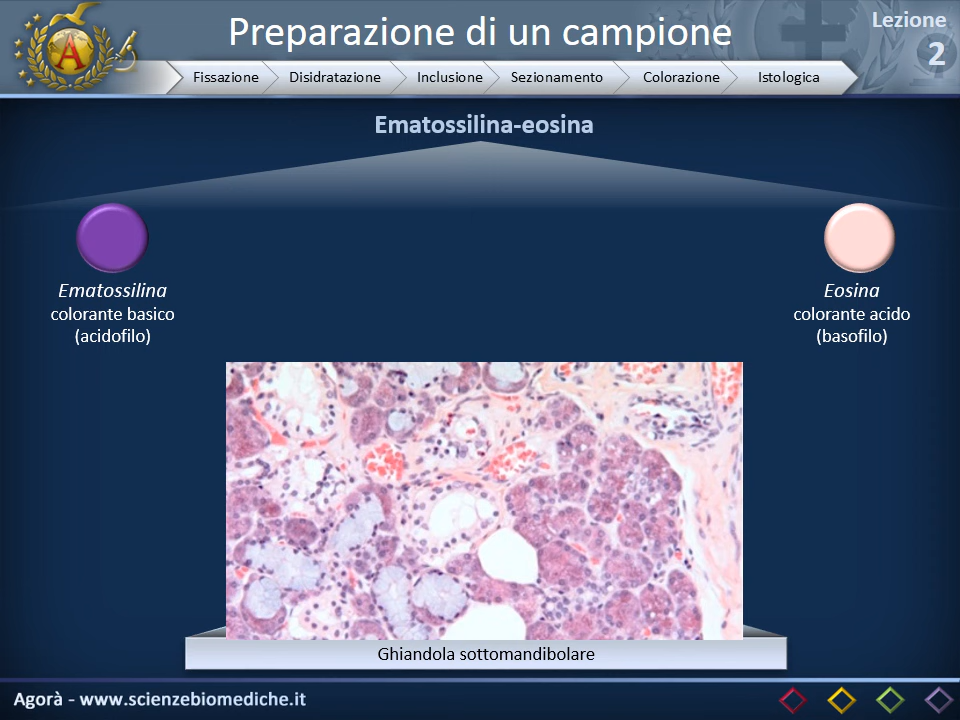 Preparazione di un campione
Lezione
2
A
Fissazione
Disidratazione
Inclusione
Sezionamento
Colorazione
Istologica
Ematossilina-eosina
Ematossilina
colorante basico
(acidofilo)
Eosina
colorante acido
(basofilo)
Ghiandola sottomandibolare
Agorà - www.scienzebiomediche.it